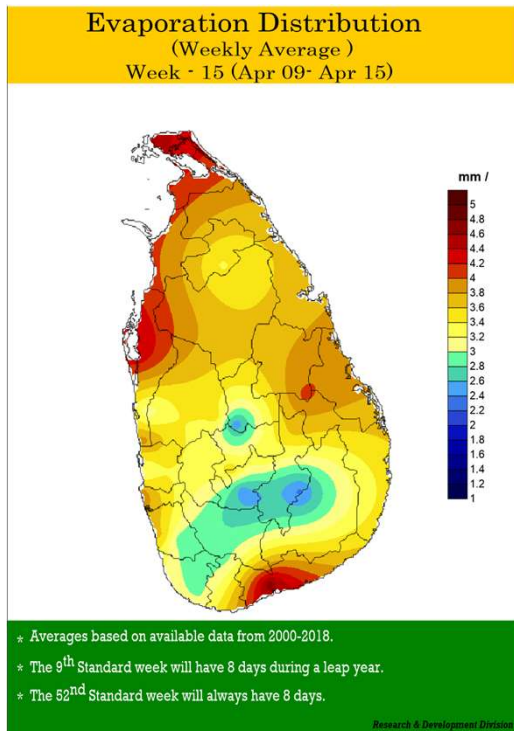 Evaporation Distribution
(Weekly Average )
Week - 15 (Apr 09- Apr 15)
mm /
5
4.8
4.6
4.4
4.2
4
3.8
3.6
3.4
3.2
3
2.8
2.6
2.4
2.2
2
1.8
1.6
1.4
1.2
1
* Averages based on available data from 2000-2018.
* The 9th Standard week will have 8 days during a leap year.
* The 52nd Standard week will always have 8 days.
Research & Development Division